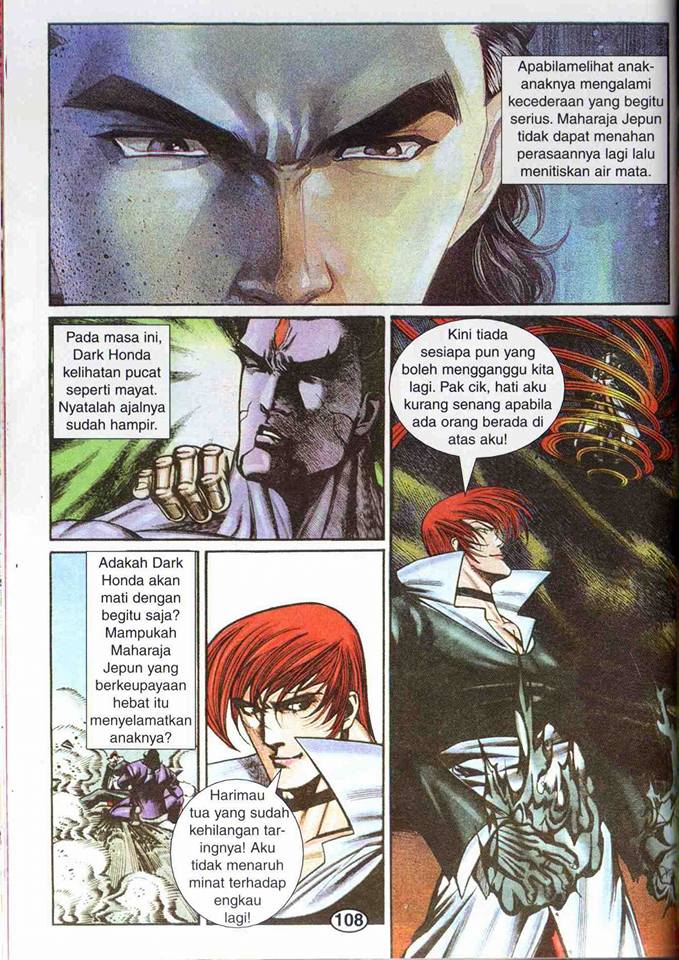 Apabilamelihat anak-
anaknya mengalami
kecederaan yang begitu
serius. Maharaja Jepun
tidak dapat menahan
perasaannya lagi lalu
menitiskan air mata.
Pada masa ini,
Dark Honda
kelihatan pucat
seperti mayat.
Nyatalah ajalnya
sudah hampir.
Kini tiada
sesiapa pun yang
boleh mengganggu kita
lagi. Pak cik, hati aku
kurang senang apabila
ada orang berada di
atas aku!
Adakah Dark
Honda akan
mati dengan
begitu saja?
Mampukah
Maharaja
Jepun yang
berkeupayaan
hebat itu
menyelamatkan
anaknya?
Harimau
tua yang sudah
kehilangan tar-
ingnya! Aku
tidak menaruh
minat terhadap
engkau
lagi!
108